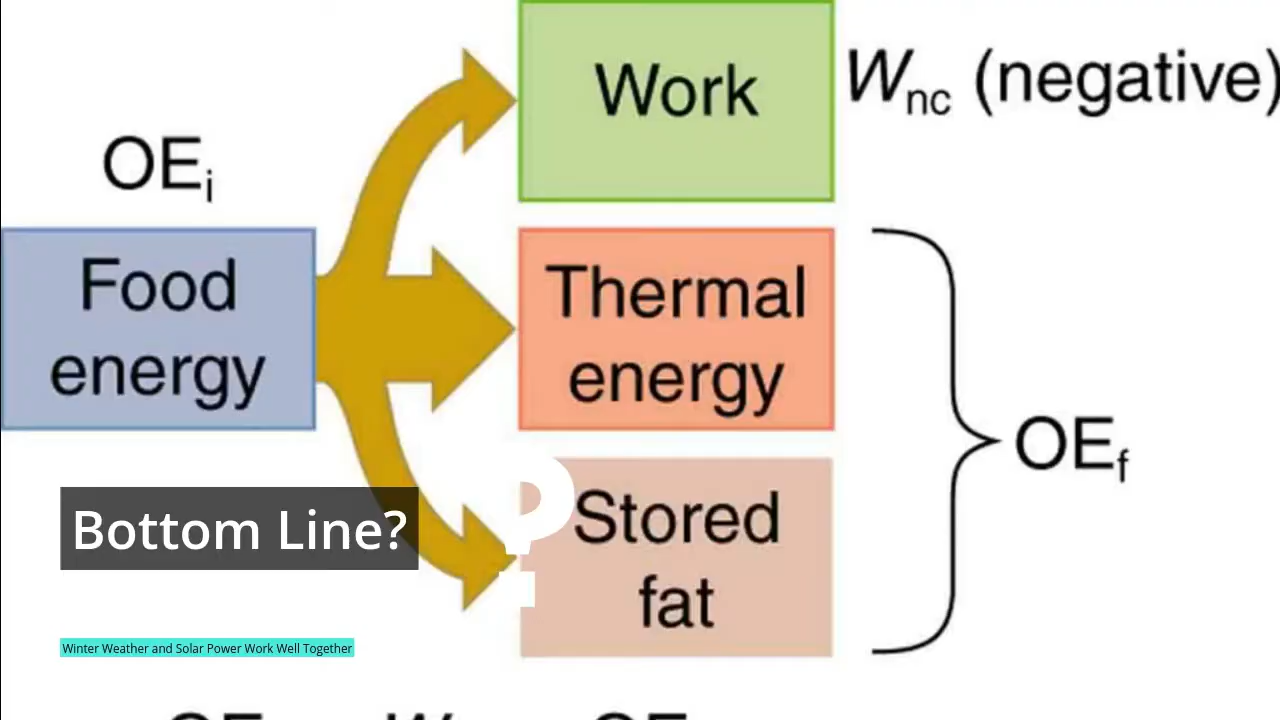 Work
W_nc (negative)
OE_i
Food
energy
Thermal
energy
OE_f
Stored
fat
?
Bottom Line?
Winter Weather and Solar Power Work Well Together